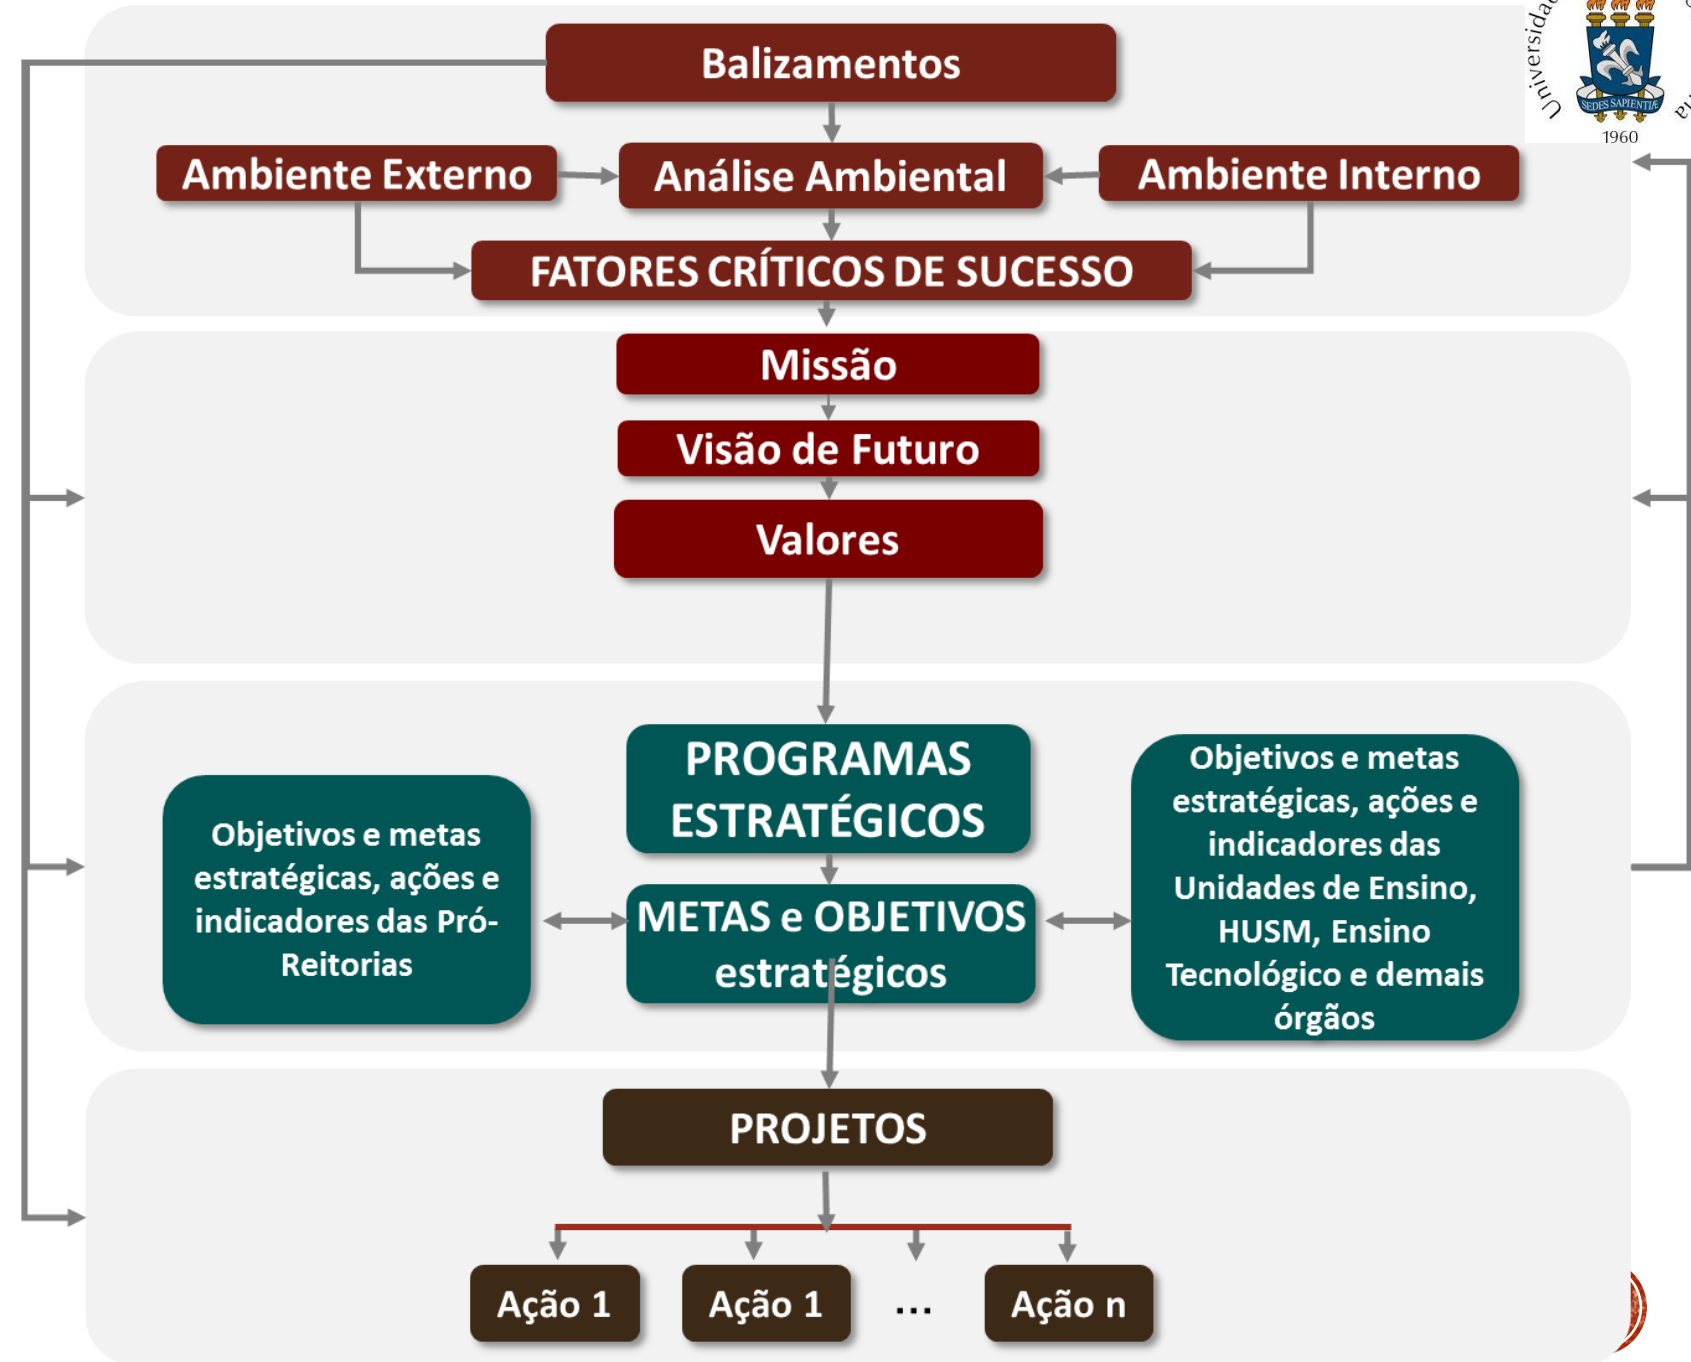 Balizamentos
Universidad
SEDES SAPIENTIÆ
1960
Ambiente Externo
Análise Ambiental
Ambiente Interno
FATORES CRÍTICOS DE SUCESSO
Missão
Visão de Futuro
Valores
PROGRAMAS
ESTRATÉGICOS
Objetivos e metas
estratégicas, ações e
indicadores das Pró-
Reitorias
METAS e OBJETIVOS
estratégicos
Objetivos e metas
estratégicas, ações e
indicadores das
Unidades de Ensino,
HUSM, Ensino
Tecnológico e demais
órgãos
PROJETOS
Ação 1
Ação 1
...
Ação n